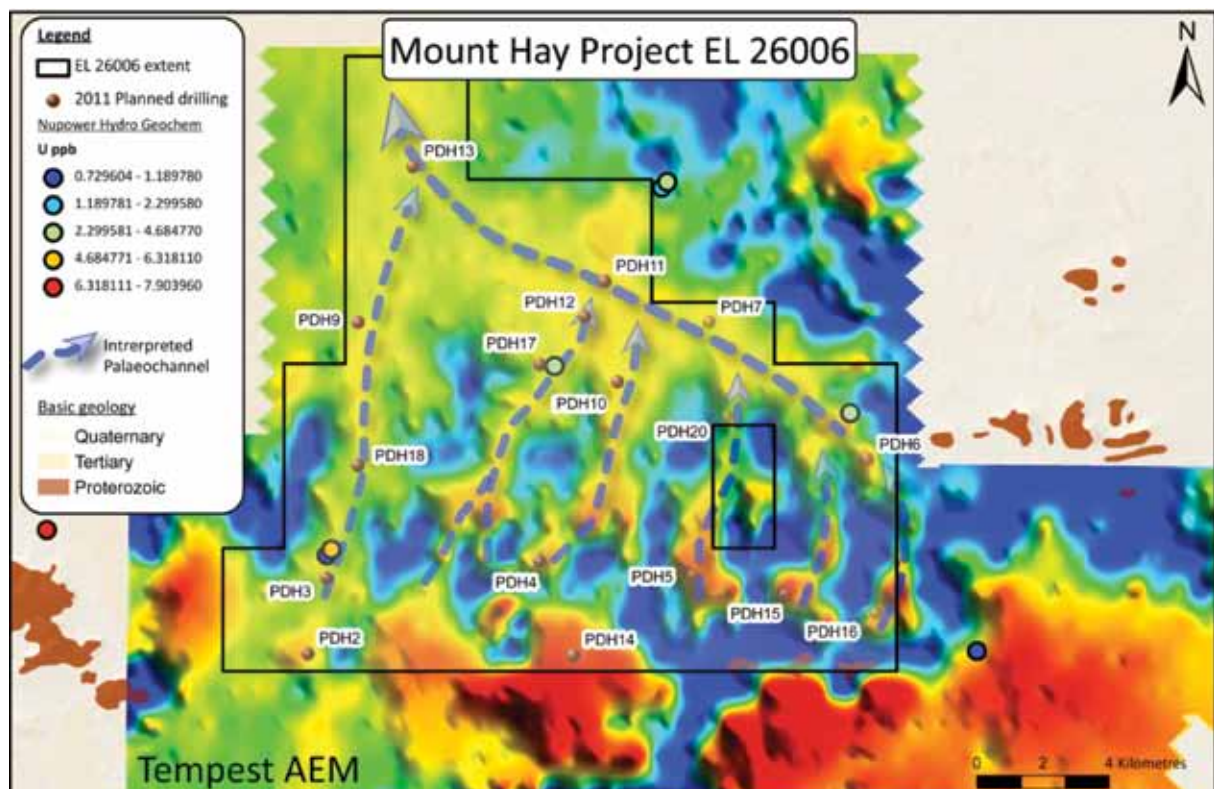 Mount Hay Project EL 26006
N
Legend
EL 26006 extent
2011 Planned drilling
Nupower Hydro Geochem
U ppb
0.729604 - 1.189780
1.189781 - 2.299580
2.299581 - 4.684770
4.684771 - 6.318110
6.318111 - 7.903960
Intrerpreted
Palaeochannel
Basic geology
Quaternary
Tertiary
Proterozoic
PDH13
PDH11
PDH12
PDH7
PDH9
PDH17
PDH10
PDH20
PDH6
PDH18
PDH3
PDH4
PDH5
PDH15
PDH16
PDH2
PDH14
Tempest AEM
0 2 4 Kilometres